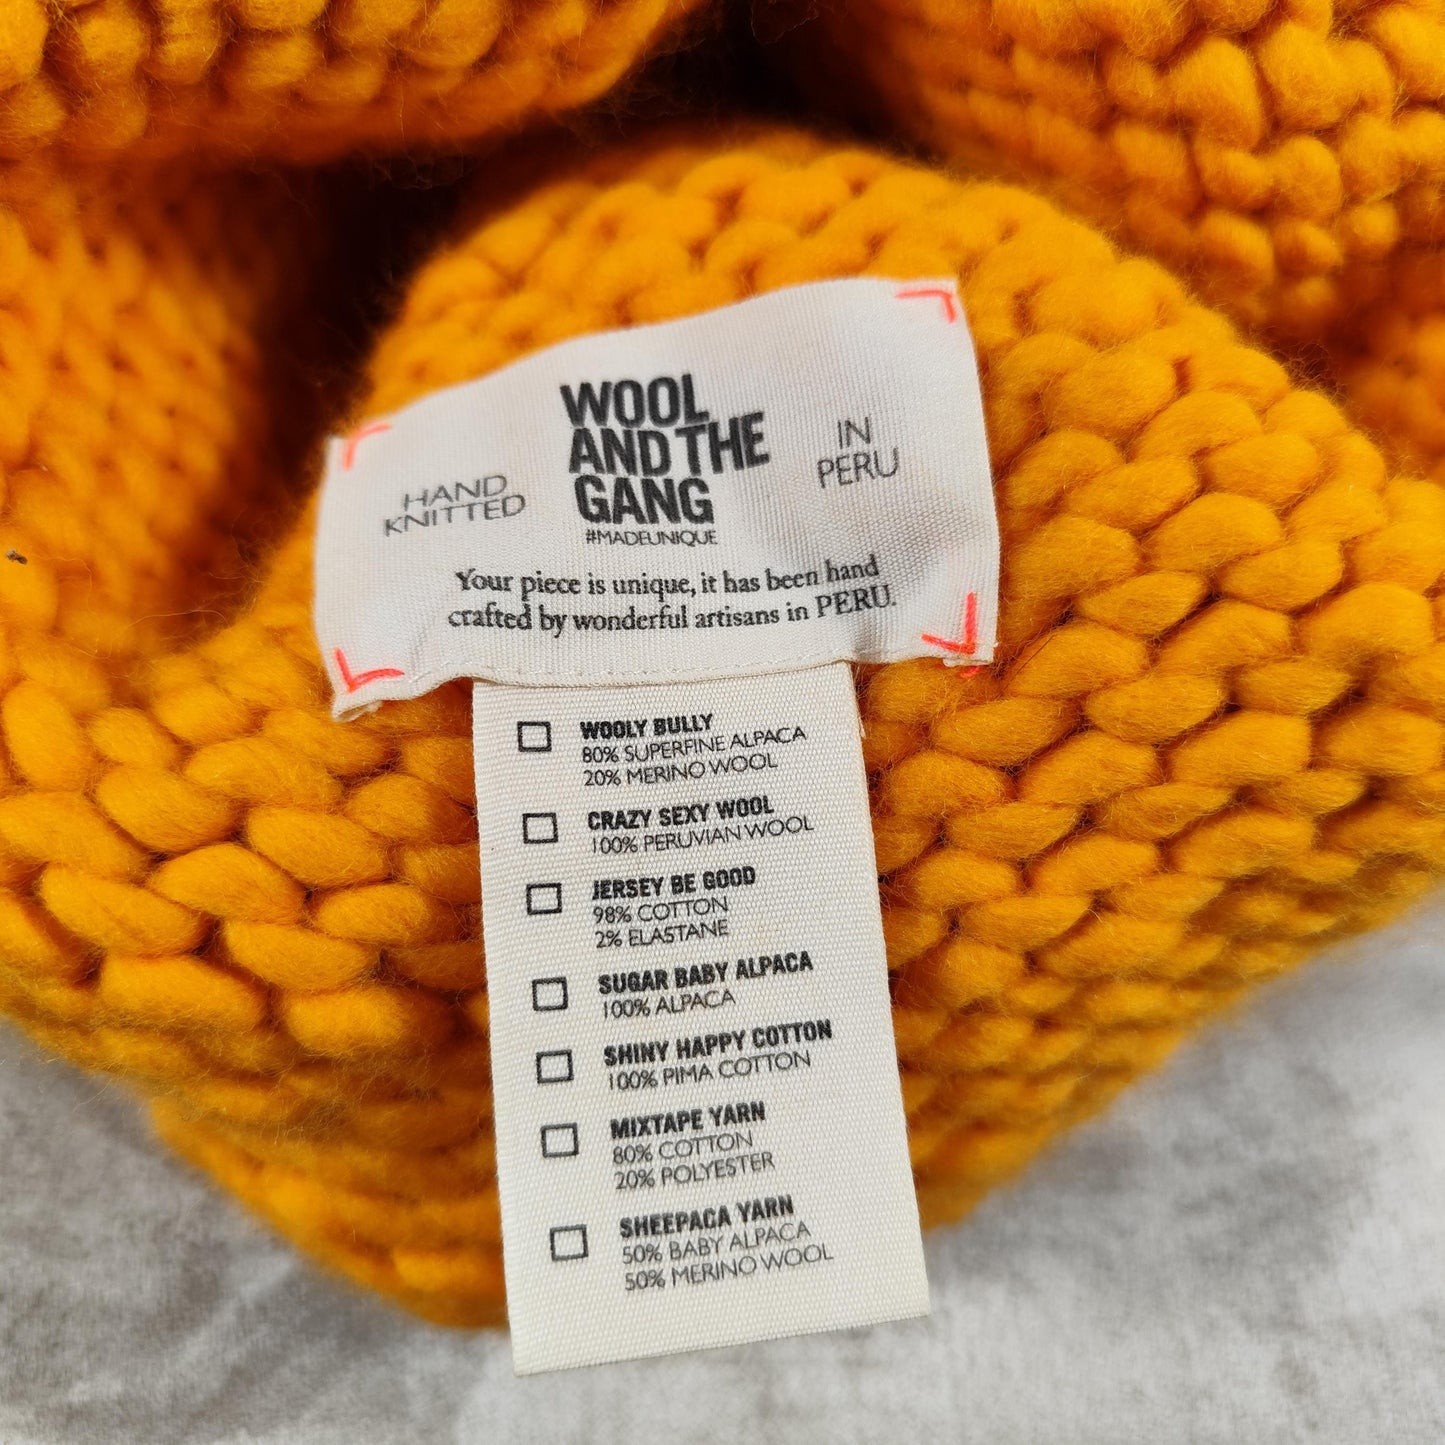 HAND
KNITTED
WOOL
AND THE
GANG
#MADEUNIQUE
IN
PERU
Your piece is unique, it has been hand
crafted by wonderful artisans in PERU.
WOOLY BULLY
80% SUPERFINE ALPACA
20% MERINO WOOL
CRAZY SEXY WOOL
100% PERUVIAN WOOL
JERSEY BE GOOD
98% COTTON
2% ELASTANE
SUGAR BABY ALPACA
100% ALPACA
SHINY HAPPY COTTON
100% PIMA COTTON
MIXTAPE YARN
80% COTTON
20% POLYESTER
SHEEPACA YARN
50% BABY ALPACA
50% MERINO WOOL